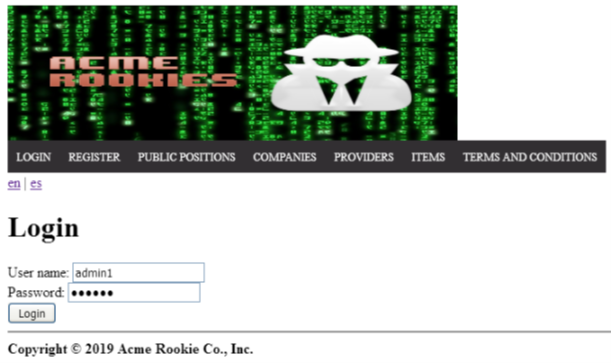 ACME
ROOKIES
LOGIN REGISTER PUBLIC POSITIONS COMPANIES PROVIDERS ITEMS TERMS AND CONDITIONS
en | es
Login
User name: admin1
Password: ••••••
Login
Copyright © 2019 Acme Rookie Co., Inc.